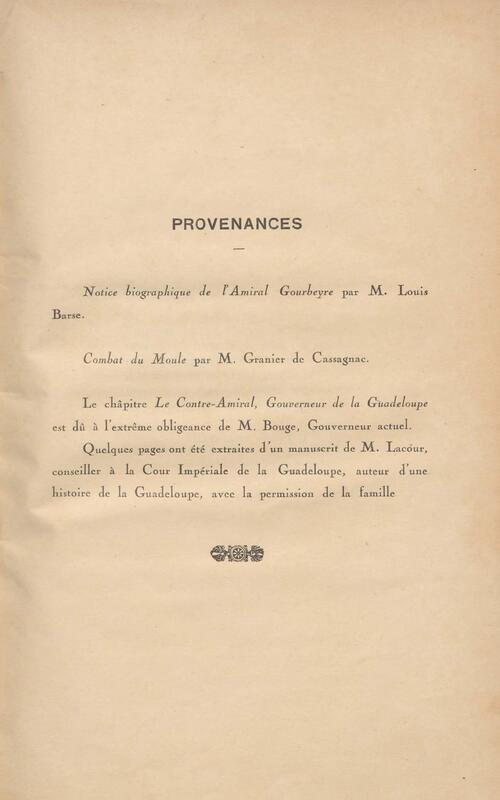 PROVENANCES
Notice biographique de l'Amiral Gourbeyre par M. Louis
Barse.
Combat du Moule par M. Granier de Cassagnac.
Le châpitre Le Contre-Amiral, Gouverneur de la Guadeloupe
est dû à l'extrême obligeance de M. Bouge, Gouverneur actuel.
Quelques pages ont été extraites d'un manuscrit de M. Lacour,
conseiller à la Cour Impériale de la Guadeloupe, auteur d'une
histoire de la Guadeloupe, avec la permission de la famille